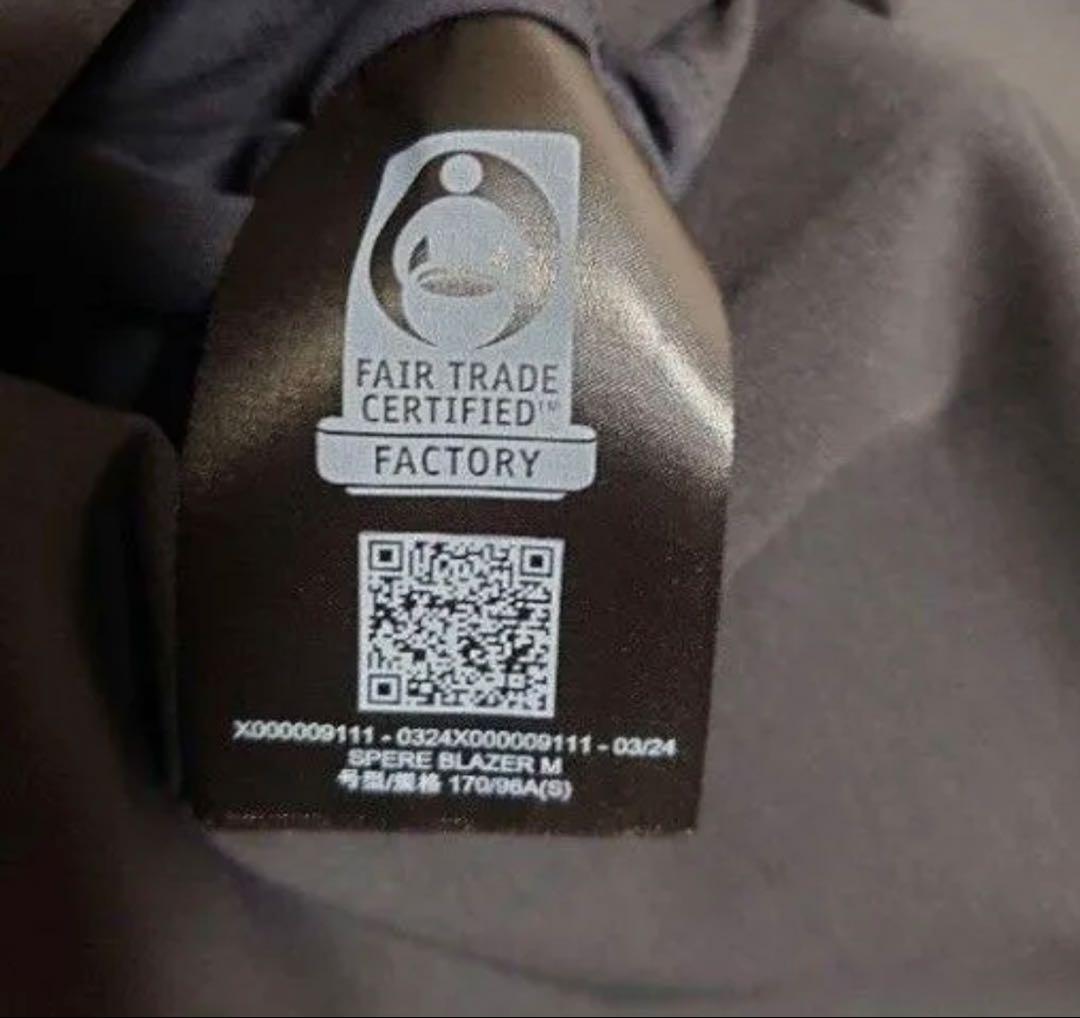 FAIR TRADE
CERTIFIED™
FACTORY
X000009111 - 0324X000009111 - 03/24
SPERE BLAZER M
号型/规格 170/96A(S)